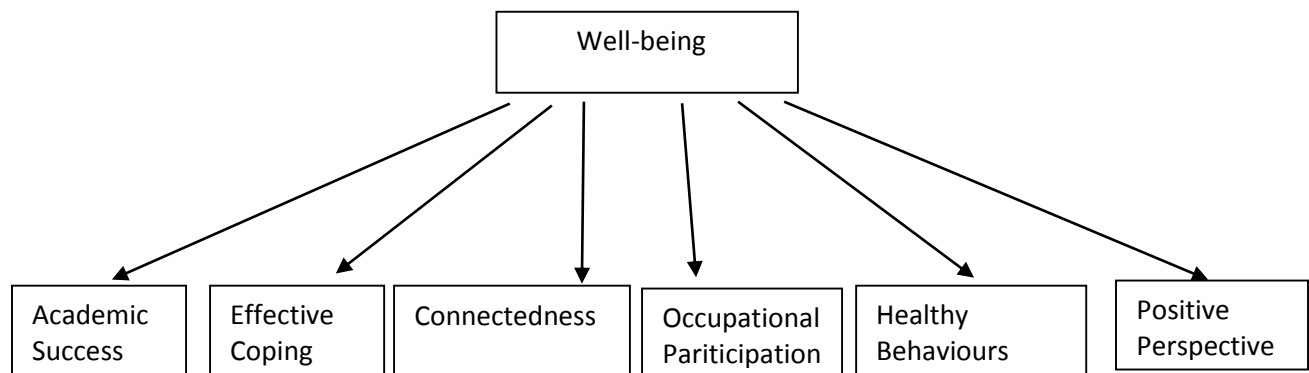 Well-being
Academic
Success
Effective
Coping
Connectedness
Occupational
Pariticipation
Healthy
Behaviours
Positive
Perspective